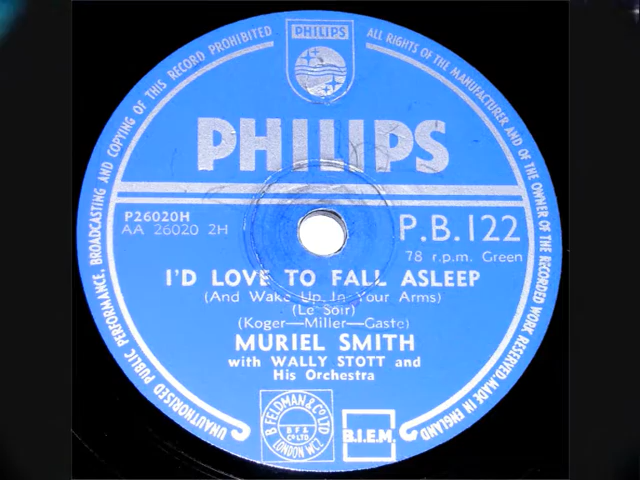 UNAUTHORISED PUBLIC PERFORMANCE, BROADCASTING AND COPYING OF THIS RECORD PROHIBITED
ALL RIGHTS OF THE MANUFACTURER AND OF THE OWNER OF THE RECORDED WORK RESERVED. MADE IN ENGLAND
PHILIPS
PHILIPS
P26020H
AA 26020 2H
P.B.122
78 r.p.m. Green
I'D LOVE TO FALL ASLEEP
(And Wake Up In Your Arms)
(Le Soir)
(Koger—Miller—Gaste)
MURIEL SMITH
with WALLY STOTT and
His Orchestra
B. FELDMAN & CO LTD
B F &
CO LTD
LONDON WC2
B.I.E.M.